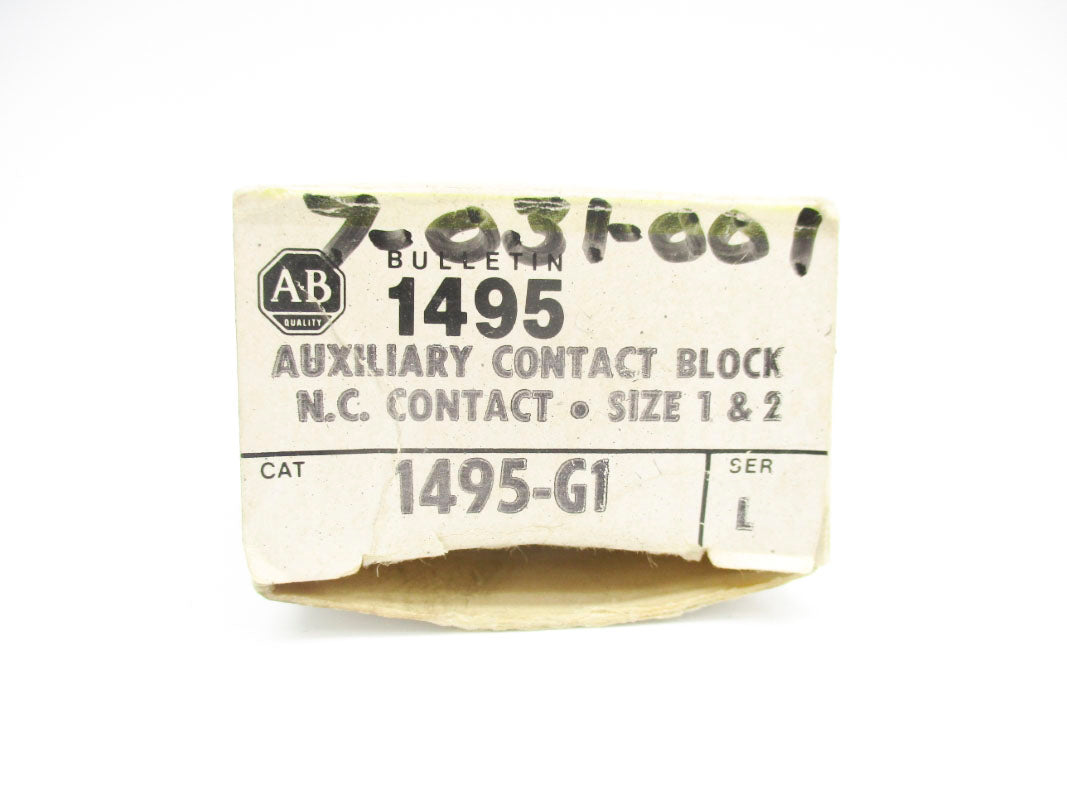 7-031-001
BULLETIN
1495
AB
QUALITY
AUXILIARY CONTACT BLOCK
N.C. CONTACT • SIZE 1 & 2
CAT 1495-G1 SER
L